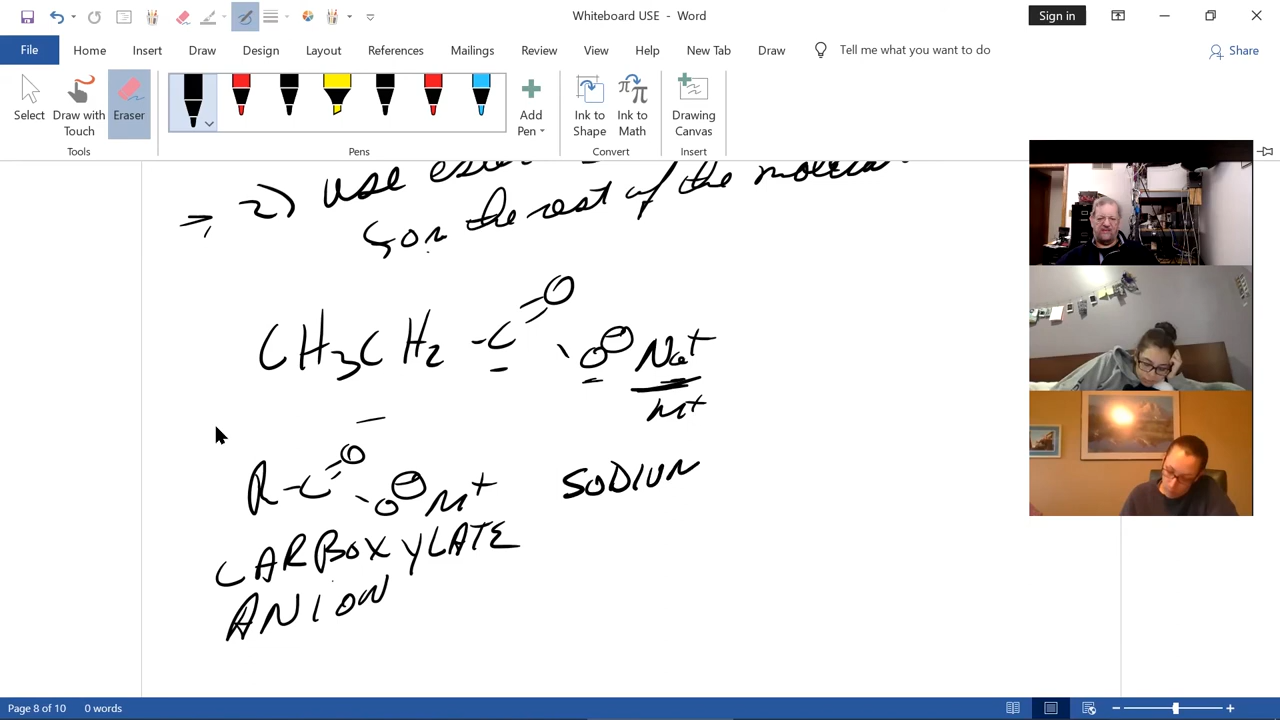 Whiteboard USE - Word
Sign in
File Home Insert Draw Design Layout References Mailings Review View Help New Tab Draw Tell me what you want to do Share
Select Draw with Touch Eraser Add Pen Ink to Shape Ink to Math Drawing Canvas
Tools Pens Convert Insert
2) use
for the rest of the
CH3CH2-C=O
O⊖ Na+
M+
R-C=O
O⊖ M+ SODIUM
CARBOXYLATE
ANION
Page 8 of 10 0 words